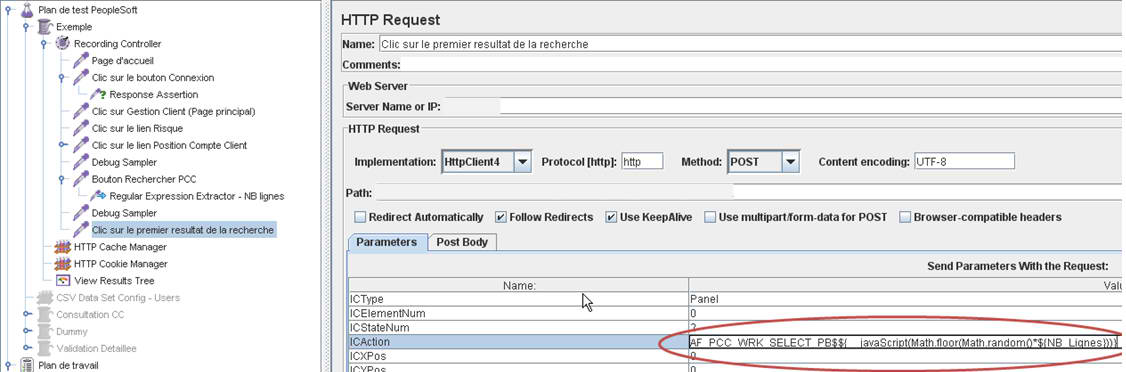 Plan de test PeopleSoft
Exemple
Recording Controller
Page d'accueil
Clic sur le bouton Connexion
Response Assertion
Clic sur Gestion Client (Page principal)
Clic sur le lien Risque
Clic sur le lien Position Compte Client
Debug Sampler
Bouton Rechercher PCC
Regular Expression Extractor - NB lignes
Debug Sampler
Clic sur le premier resultat de la recherche
HTTP Cache Manager
HTTP Cookie Manager
View Results Tree
CSV Data Set Config - Users
Consultation CC
Dummy
Validation Detaillee
Plan de travail
HTTP Request
Name: Clic sur le premier resultat de la recherche
Comments:
Web Server
Server Name or IP:
HTTP Request
Implementation: HttpClient4 Protocol [http]: http Method: POST Content encoding: UTF-8
Path:
Redirect Automatically Follow Redirects Use KeepAlive Use multipart/form-data for POST Browser-compatible headers
Parameters Post Body
Send Parameters With the Request:
Name: Valu
ICType Panel
ICElementNum 0
ICStateNum 2
ICAction AF_PCC_WRK_SELECT_PB$${__javaScript(Math.floor(Math.random()*${NB_Lignes}))}
ICXPos 0
ICYPos 0